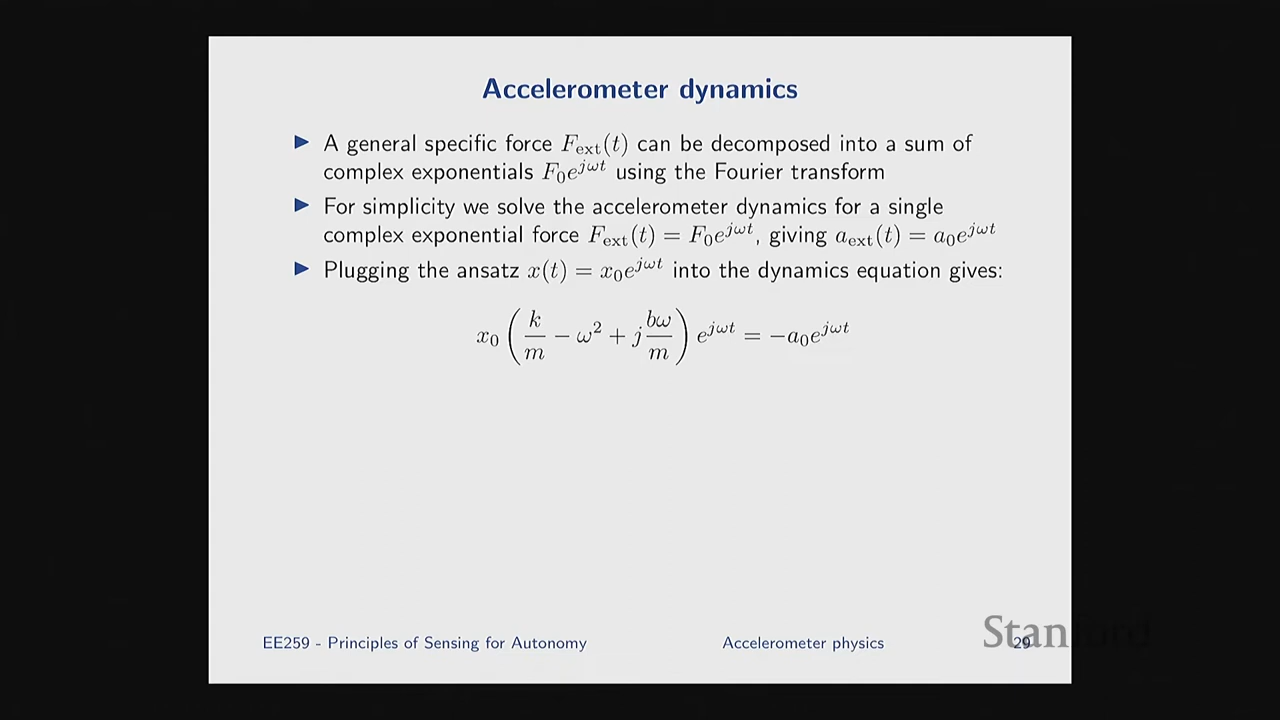 Accelerometer dynamics
▶ A general specific force F_ext(t) can be decomposed into a sum of
complex exponentials F_0e^{jωt} using the Fourier transform
▶ For simplicity we solve the accelerometer dynamics for a single
complex exponential force F_ext(t) = F_0e^{jωt}, giving a_ext(t) = a_0e^{jωt}
▶ Plugging the ansatz x(t) = x_0e^{jωt} into the dynamics equation gives:
x_0 (k/m − ω^2 + j bω/m) e^{jωt} = −a_0e^{jωt}
EE259 - Principles of Sensing for Autonomy Accelerometer physics 29
Stanford